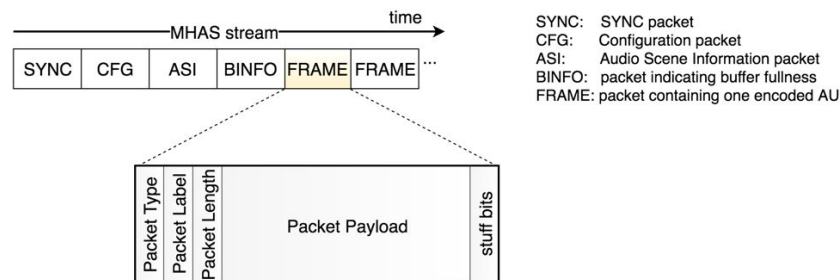 time
MHAS stream
SYNC CFG ASI BINFO FRAME FRAME ...
SYNC: SYNC packet
CFG: Configuration packet
ASI: Audio Scene Information packet
BINFO: packet indicating buffer fullness
FRAME: packet containing one encoded AU
Packet Type
Packet Label
Packet Length
Packet Payload
stuff bits